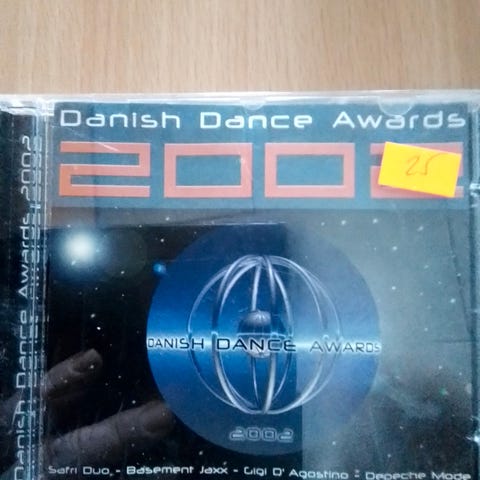 Danish Dance Awards
2002
25
DANISH DANCE AWARDS
2002
Safri Duo - Basement Jaxx - Gigi D'Agostino - Depeche Mode
Danish Dance Awards 2002